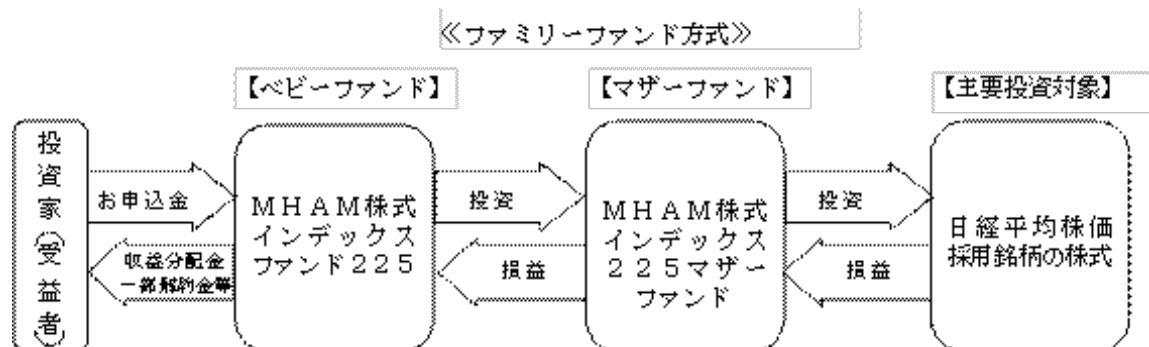 ≪ファミリーファンド方式≫
【ベビーファンド】
【マザーファンド】
【主要投資対象】
投資家(受益者)
お申込金
収益分配金
一部解約金等
ＭＨＡＭ株式
インデックス
ファンド２２５
投資
損益
ＭＨＡＭ株式
インデックス
２２５マザー
ファンド
投資
損益
日経平均株価
採用銘柄の株式